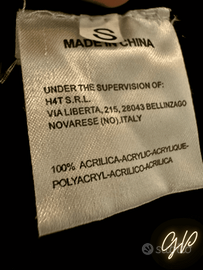 S
MADE IN CHINA
UNDER THE SUPERVISION OF:
H4T S.R.L.
VIA LIBERTA, 215, 28043 BELLINZAGO
NOVARESE (NO), ITALY
100% ACRILICA-ACRYLIC-ACRYLIQUE-
POLYACRYL-ACRILICO-ACRILICA